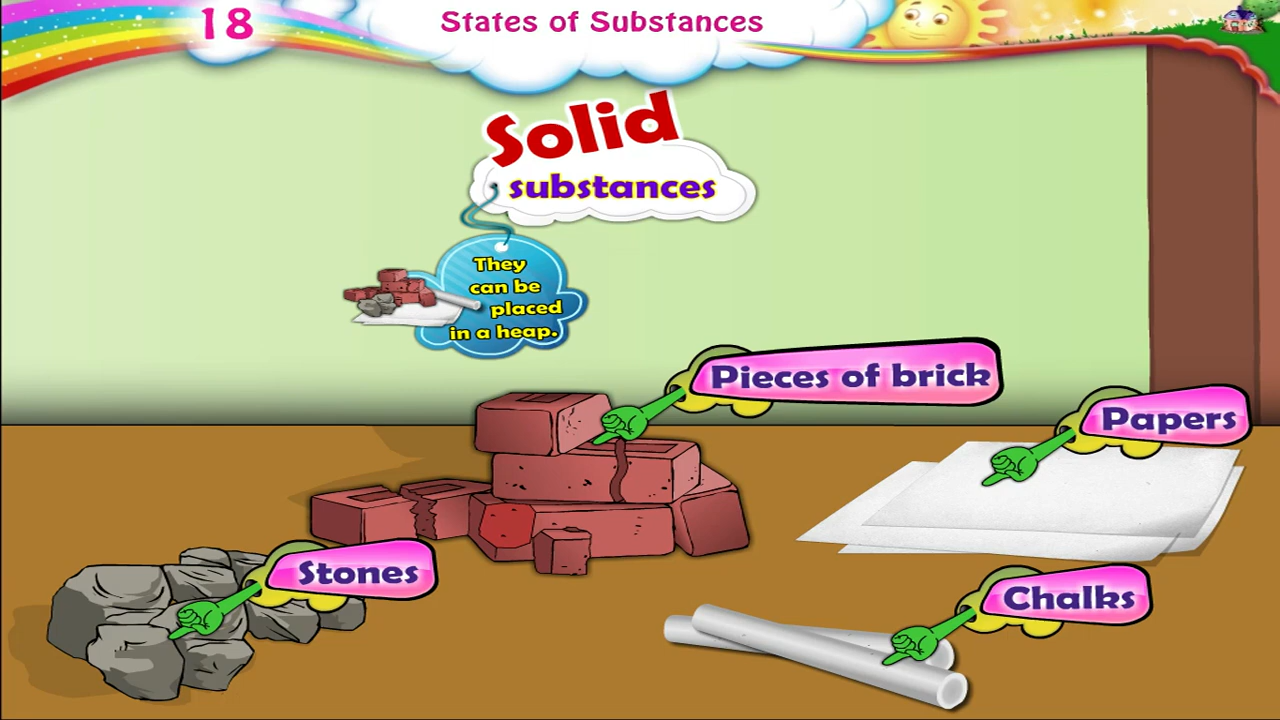 18
States of Substances
Solid
substances
They
can be
placed
in a heap.
Pieces of brick
Papers
Stones
Chalks